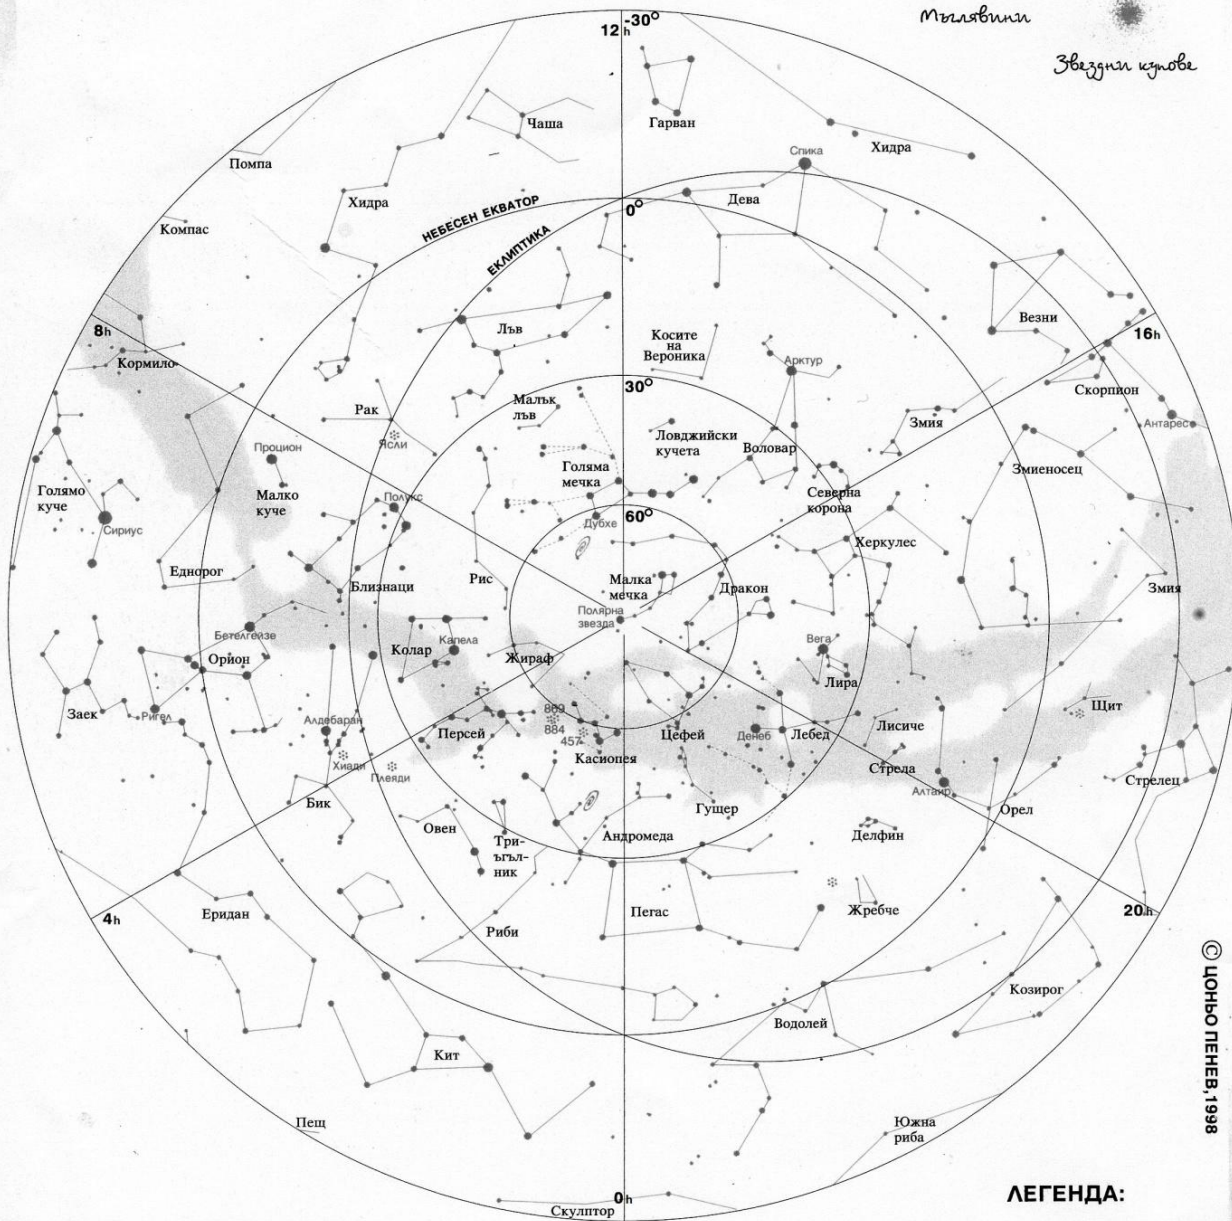 Мъглявини
Звездни купове
-30°
12h
Чаша
Гарван
Хидра
Помпа
Спика
Хидра
Дева
НЕБЕСЕН ЕКВАТОР
0°
Компас
ЕКЛИПТИКА
Везни
8h
Лъв
Косите
на
Вероника
16h
Кормило
Арктур
Скорпион
30°
Рак
Малък
лъв
Змия
Антарес
Ясли
Ловджийски
кучета
Воловар
Процион
Голяма
мечка
Змиеносец
Голямо
куче
Малко
куче
Полукс
Северна
корона
Сириус
Дубхе
60°
Херкулес
Еднорог
Близнаци
Рис
Малка
мечка
Дракон
Змия
Полярна
звезда
Бетелгейзе
Капела
Вега
Орион
Колар
Жираф
Лира
Заек
Ригел
869
Щит
Алдебаран
884
Персей
457
Цефей
Денеб
Лебед
Лисиче
Касиопея
Хиади
Плеяди
Стрела
Стрелец
Алтаир
Бик
Гущер
Орел
Овен
Андромеда
Делфин
Три-
ъгъл-
ник
4h
Еридан
Пегас
Жребче
20h
Риби
Козирог
Водолей
Кит
Пещ
Южна
риба
0h
Скулптор
© ЦОНЬО ПЕНЕВ,1998
ЛЕГЕНДА: